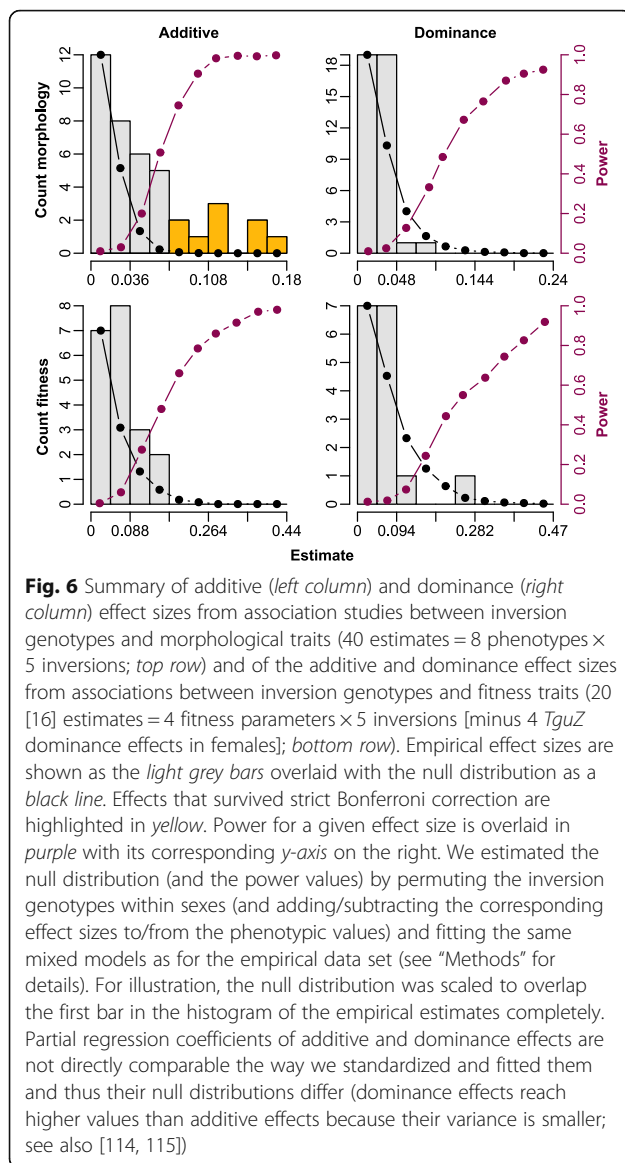 Additive
Dominance
Count morphology
12
10
8
6
4
2
0
0
0.036
0.108
0.18
18
15
12
9
6
3
0
0
0.048
0.144
0.24
1.0
0.8
0.6
0.4
0.2
0.0
Power
Count fitness
8
7
6
5
4
3
2
1
0
0
0.088
0.264
0.44
7
6
5
4
3
2
1
0
0
0.094
0.282
0.47
1.0
0.8
0.6
0.4
0.2
0.0
Power
Estimate
Fig. 6 Summary of additive (left column) and dominance (right
column) effect sizes from association studies between inversion
genotypes and morphological traits (40 estimates = 8 phenotypes ×
5 inversions; top row) and of the additive and dominance effect sizes
from associations between inversion genotypes and fitness traits (20
[16] estimates = 4 fitness parameters × 5 inversions [minus 4 TguZ
dominance effects in females]; bottom row). Empirical effect sizes are
shown as the light grey bars overlaid with the null distribution as a
black line. Effects that survived strict Bonferroni correction are
highlighted in yellow. Power for a given effect size is overlaid in
purple with its corresponding y-axis on the right. We estimated the
null distribution (and the power values) by permuting the inversion
genotypes within sexes (and adding/subtracting the corresponding
effect sizes to/from the phenotypic values) and fitting the same
mixed models as for the empirical data set (see “Methods” for
details). For illustration, the null distribution was scaled to overlap
the first bar in the histogram of the empirical estimates completely.
Partial regression coefficients of additive and dominance effects are
not directly comparable the way we standardized and fitted them
and thus their null distributions differ (dominance effects reach
higher values than additive effects because their variance is smaller;
see also [114, 115])